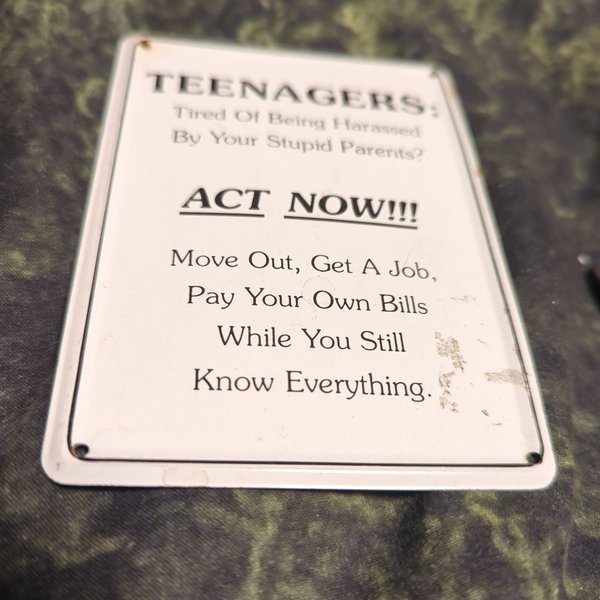 TEENAGERS:
Tired Of Being Harassed
By Your Stupid Parents?
ACT NOW!!!
Move Out, Get A Job,
Pay Your Own Bills
While You Still
Know Everything.